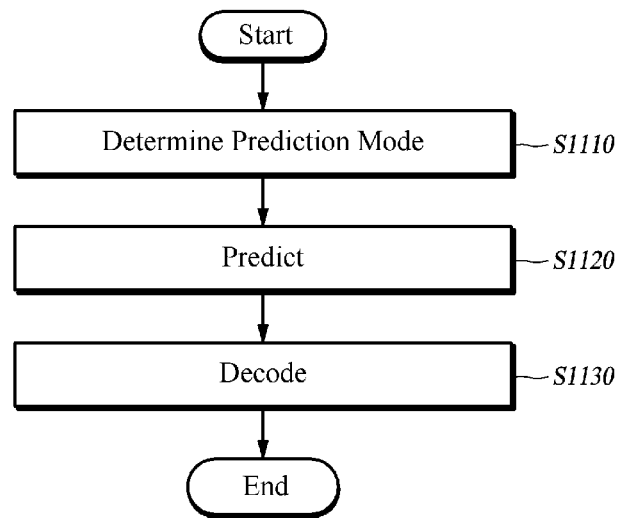 Start
Determine Prediction Mode
S1110
Predict
S1120
Decode
S1130
End